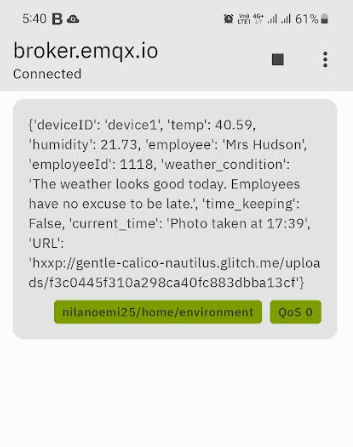 5:40 B
Vo) 4G+ LTE1 61%
broker.emqx.io
Connected
{'deviceID': 'device1', 'temp': 40.59,
'humidity': 21.73, 'employee': 'Mrs Hudson',
'employeeId': 1118, 'weather_condition':
'The weather looks good today. Employees
have no excuse to be late.', 'time_keeping':
False, 'current_time': 'Photo taken at 17:39',
'URL':
'hxxp://gentle-calico-nautilus.glitch.me/uploa
ds/f3c0445f310a298ca40fc883dbba13cf'}
nilanoemi25/home/environment QoS 0